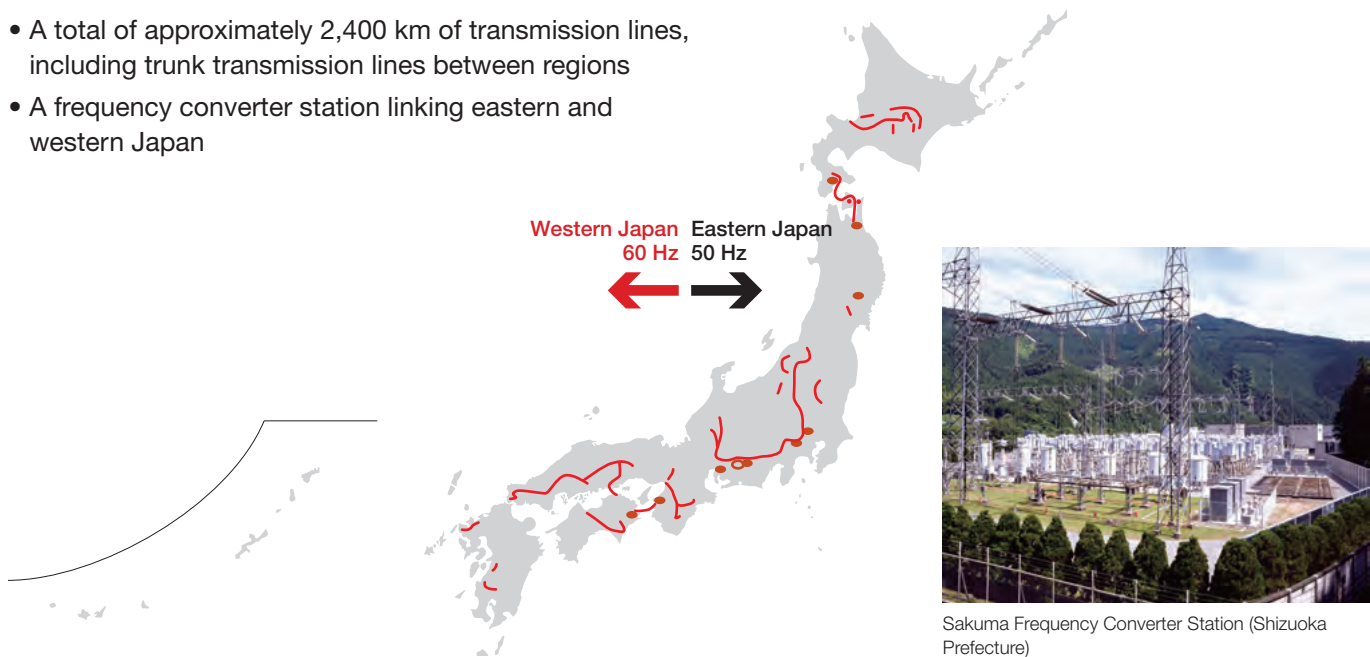 • A total of approximately 2,400 km of transmission lines,
including trunk transmission lines between regions
• A frequency converter station linking eastern and
western Japan
Western Japan
60 Hz
Eastern Japan
50 Hz
Sakuma Frequency Converter Station (Shizuoka
Prefecture)